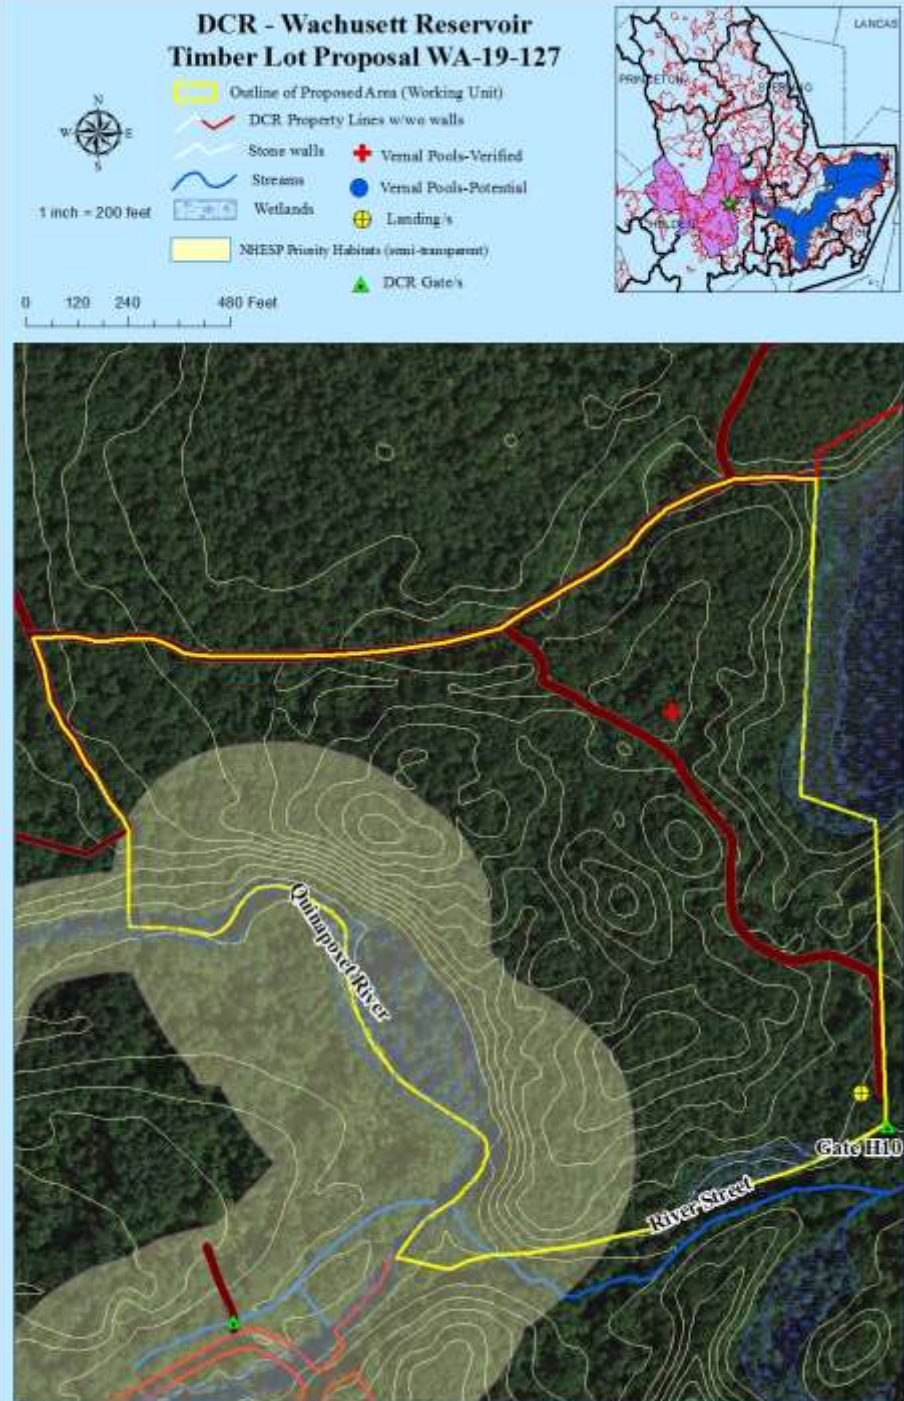 DCR - Wachusett Reservoir
Timber Lot Proposal WA-19-127
Outline of Proposed Area (Working Unit)
DCR Property Lines w/wo walls
Stone walls
Streams
Wetlands
NHESP Priority Habitats (semi-transparent)
Vernal Pools-Verified
Vernal Pools-Potential
Landing/s
DCR Gate/s
N
W
E
S
1 inch = 200 feet
0 120 240 480 Feet
LANCAS
PRINCETON
Quinapoxet River
Gate H10
River Street